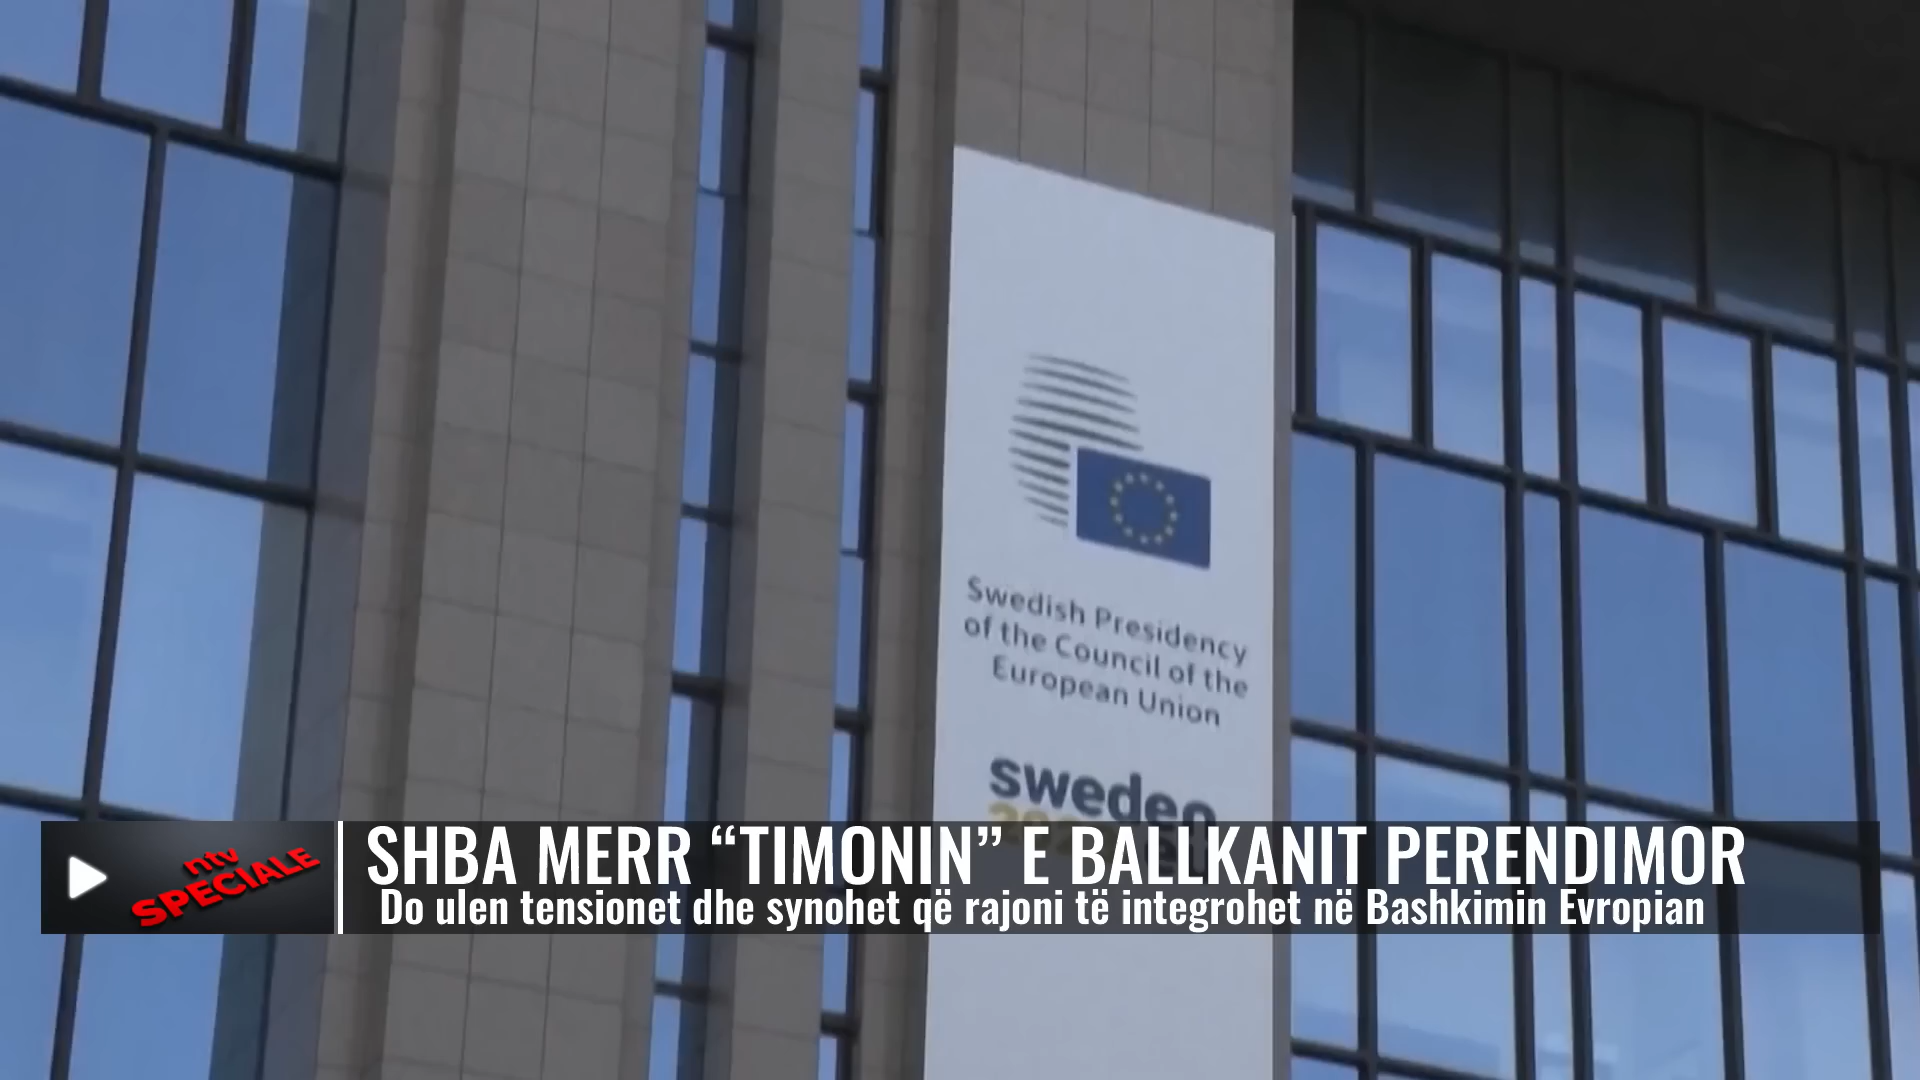 Swedish Presidency
of the Council of the
European Union
sweden
ntv
SPECIALE
SHBA MERR “TIMONIN” E BALLKANIT PERENDIMOR
Do ulen tensionet dhe synohet që rajoni të integrohet në Bashkimin Evropian